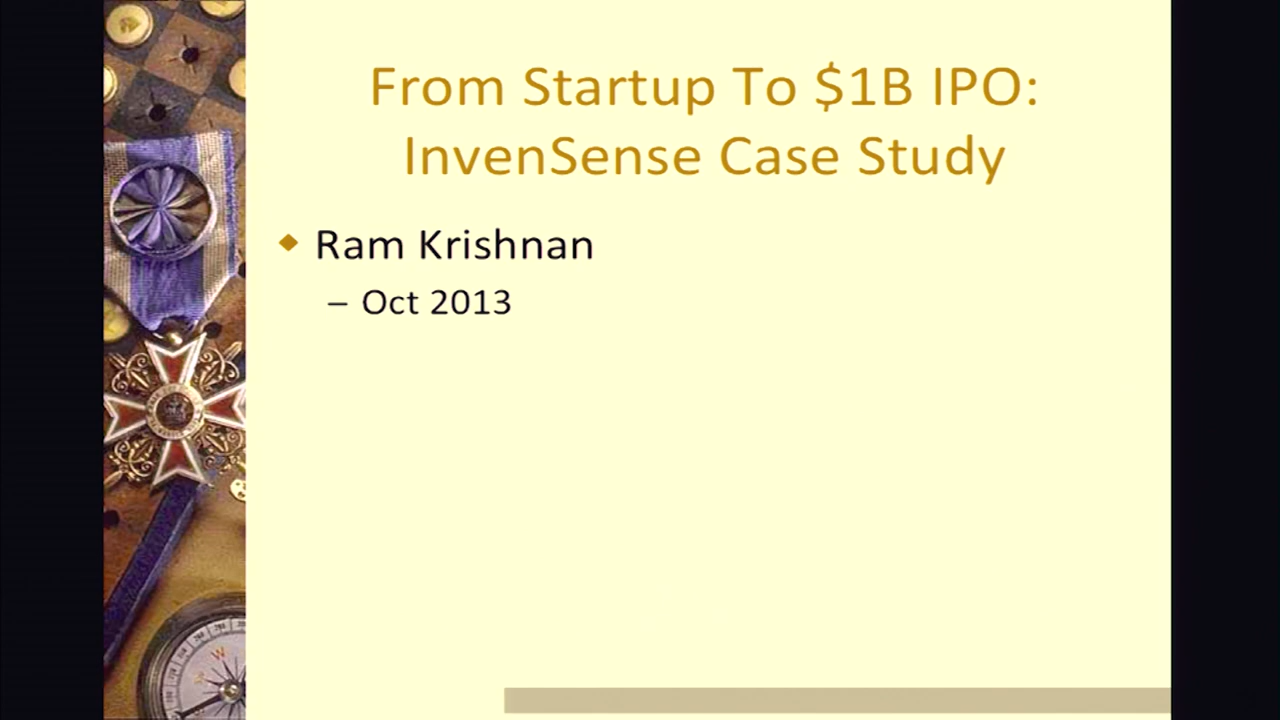 From Startup To $1B IPO:
InvenSense Case Study
Ram Krishnan
– Oct 2013